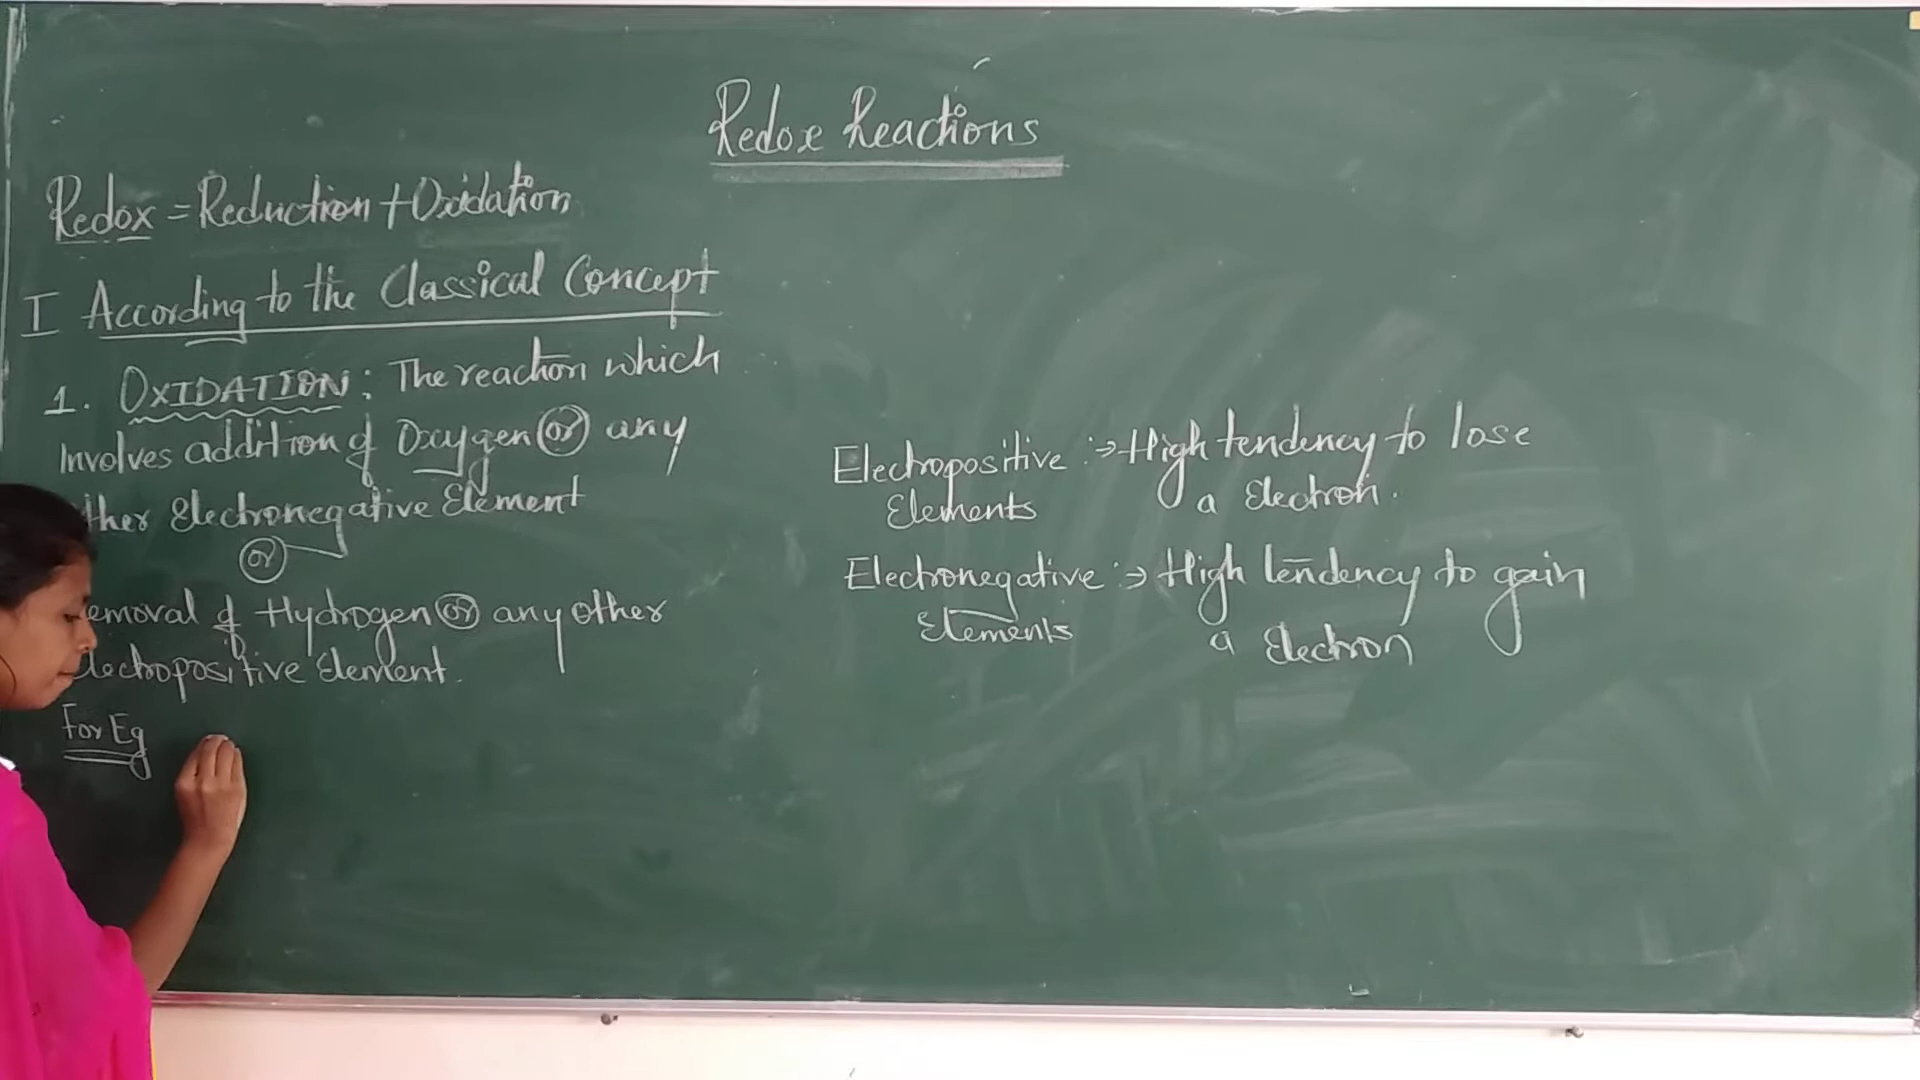 Redox Reactions
Redox = Reduction + Oxidation
I According to the Classical Concept
1. OXIDATION : The reaction which
Involves addition of Oxygen (or) any
ther Electronegative Element
(or)
emoval of Hydrogen (or) any other
lectropositive Element.
For Eg
Electropositive :→ High tendency to lose
Elements a Electron.
Electronegative :→ High tendency to gain
Elements a Electron